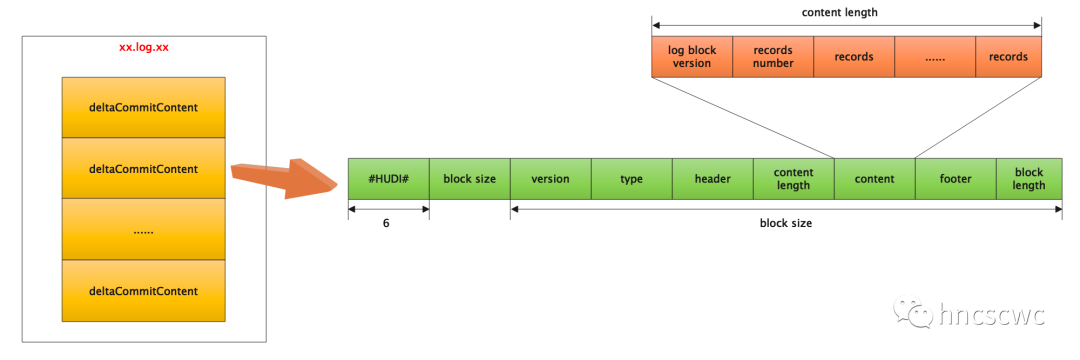 xx.log.xx
deltaCommitContent
deltaCommitContent
......
deltaCommitContent
content length
log block
version
records
number
records
......
records
#HUDI#
block size
version
type
header
content
length
content
footer
block
length
6
block size
hncscwc